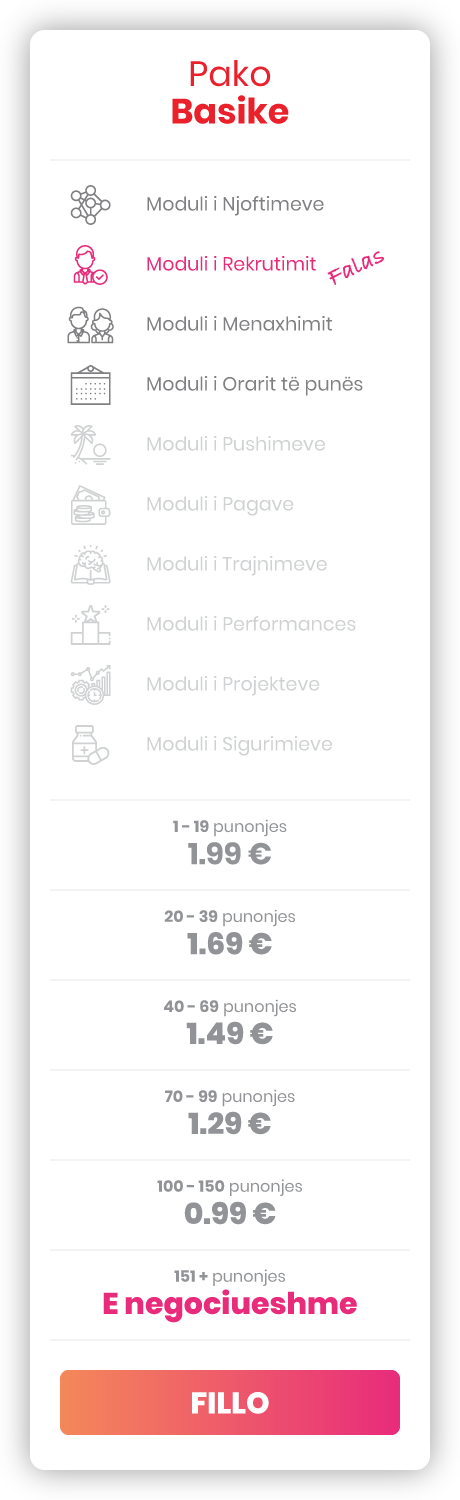 Pako
Basike
Moduli i Njoftimeve
Moduli i Rekrutimit Falas
Moduli i Menaxhimit
Moduli i Orarit të punës
Moduli i Pushimeve
Moduli i Pagave
Moduli i Trajnimeve
Moduli i Performances
Moduli i Projekteve
Moduli i Sigurimieve
1 - 19 punonjes
1.99 €
20 - 39 punonjes
1.69 €
40 - 69 punonjes
1.49 €
70 - 99 punonjes
1.29 €
100 - 150 punonjes
0.99 €
151 + punonjes
E negociueshme
FILLO